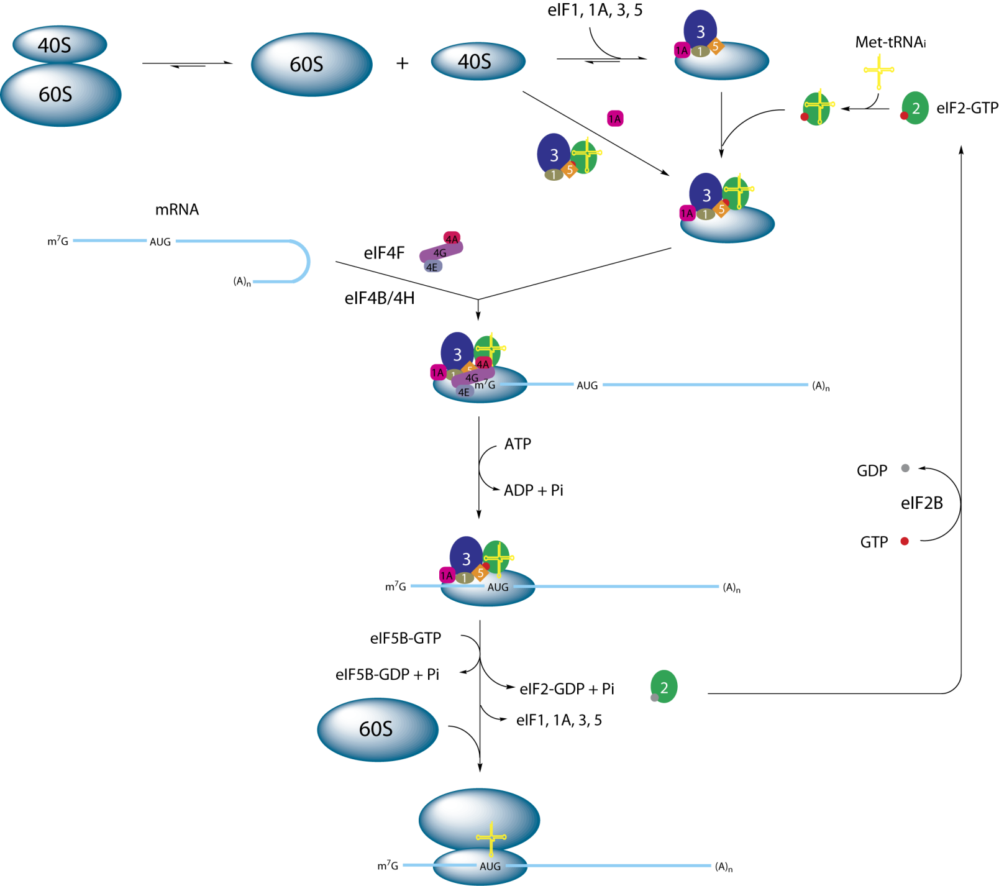 eIF1, 1A, 3, 5
40S
60S
60S
+
40S
3
1A
1
5
Met-tRNAi
2
eIF2-GTP
1A
3
1
5
3
1A
1
5
mRNA
m⁷G
AUG
(A)ₙ
eIF4F
4A
4G
4E
eIF4B/4H
3
1A
1
5
4A
4G
4E
m⁷G
AUG
(A)ₙ
ATP
ADP + Pi
GDP
eIF2B
GTP
3
1A
1
5
m⁷G
AUG
(A)ₙ
eIF5B-GTP
eIF5B-GDP + Pi
eIF2-GDP + Pi
2
eIF1, 1A, 3, 5
60S
m⁷G
AUG
(A)ₙ